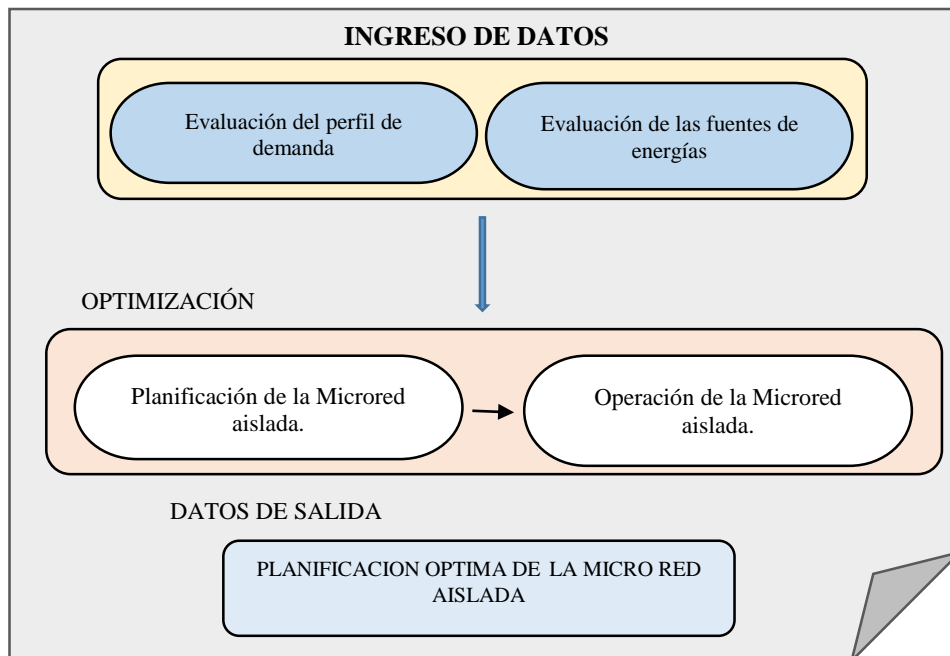 INGRESO DE DATOS
Evaluación del perfil de
demanda
Evaluación de las fuentes de
energías
OPTIMIZACIÓN
Planificación de la Microred
aislada.
Operación de la Microred
aislada.
DATOS DE SALIDA
PLANIFICACION OPTIMA DE LA MICRO RED
AISLADA